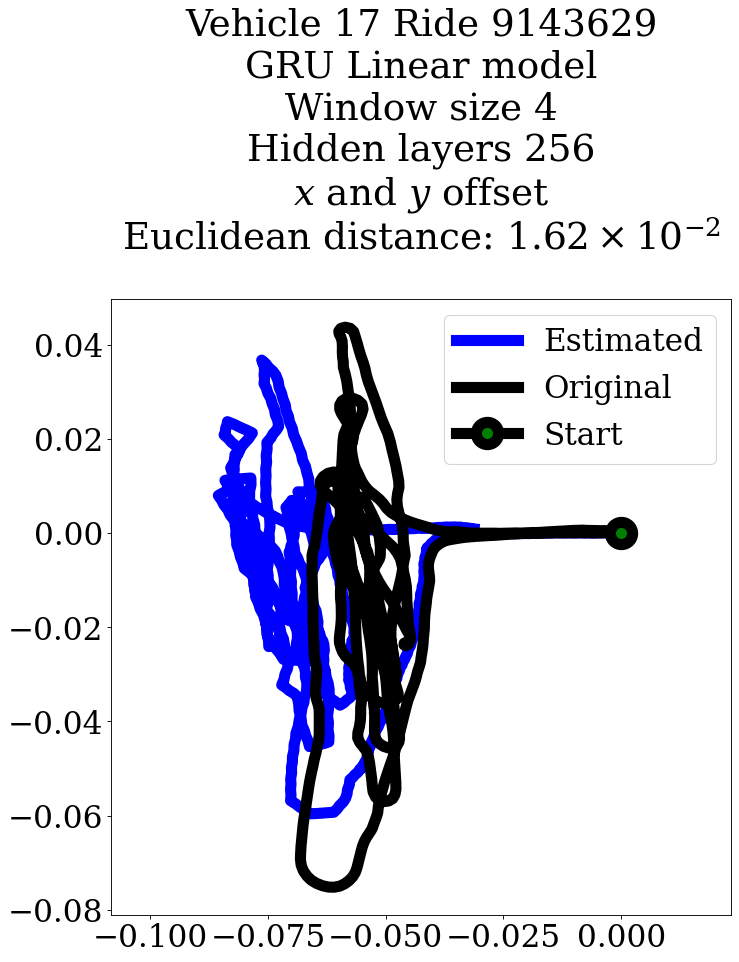 Vehicle 17 Ride 9143629
GRU Linear model
Window size 4
Hidden layers 256
x and y offset
Euclidean distance: 1.62 × 10⁻²
Estimated
Original
Start
0.04
0.02
0.00
−0.02
−0.04
−0.06
−0.08
−0.100 −0.075 −0.050 −0.025 0.000